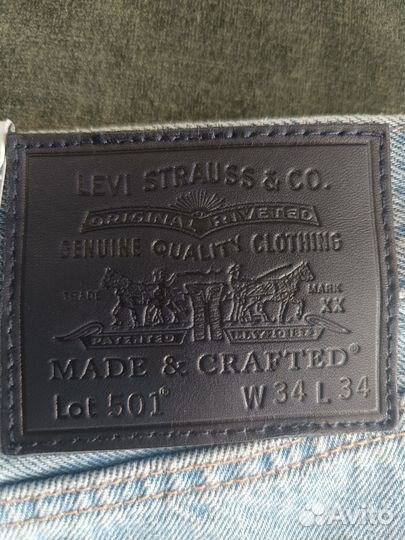 LEVI STRAUSS & CO.
ORIGINAL RIVETED
GENUINE QUALITY CLOTHING
TRADE MARK
XX
PATENTED MAY 20 1873
MADE & CRAFTED®
Lot 501® W 34 L 34
Avito